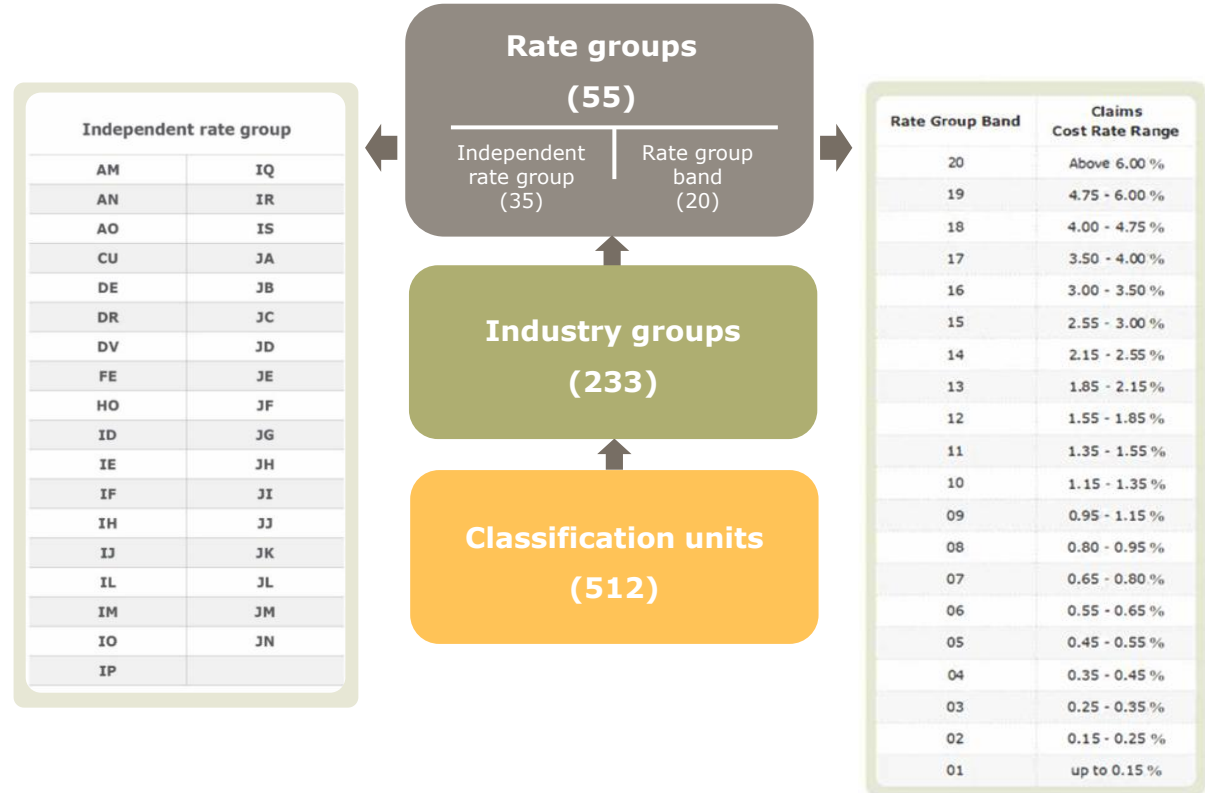 Rate groups
(55)
Independent
rate group
(35)
Rate group
band
(20)
Industry groups
(233)
Classification units
(512)
Independent rate group
AM IQ
AN IR
AO IS
CU JA
DE JB
DR JC
DV JD
FE JE
HO JF
ID JG
IE JH
IF JI
IH JJ
IJ JK
IL JL
IM JM
IO JN
IP
Rate Group Band Claims
Cost Rate Range
20 Above 6.00 %
19 4.75 - 6.00 %
18 4.00 - 4.75 %
17 3.50 - 4.00 %
16 3.00 - 3.50 %
15 2.55 - 3.00 %
14 2.15 - 2.55 %
13 1.85 - 2.15 %
12 1.55 - 1.85 %
11 1.35 - 1.55 %
10 1.15 - 1.35 %
09 0.95 - 1.15 %
08 0.80 - 0.95 %
07 0.65 - 0.80 %
06 0.55 - 0.65 %
05 0.45 - 0.55 %
04 0.35 - 0.45 %
03 0.25 - 0.35 %
02 0.15 - 0.25 %
01 up to 0.15 %